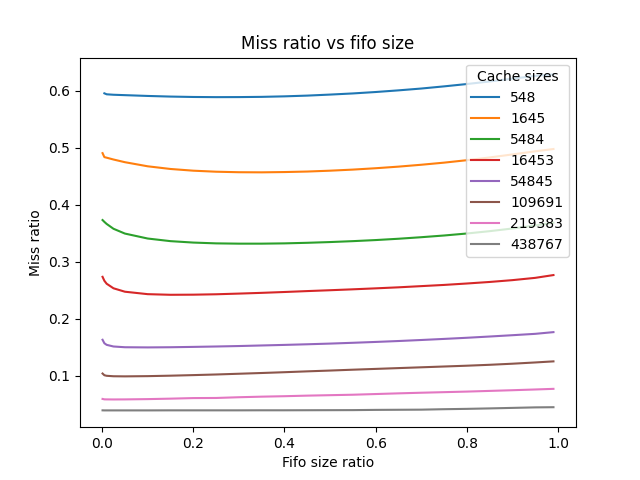 Miss ratio vs fifo size
Miss ratio
0.6
0.5
0.4
0.3
0.2
0.1
Cache sizes
548
1645
5484
16453
54845
109691
219383
438767
0.0 0.2 0.4 0.6 0.8 1.0
Fifo size ratio